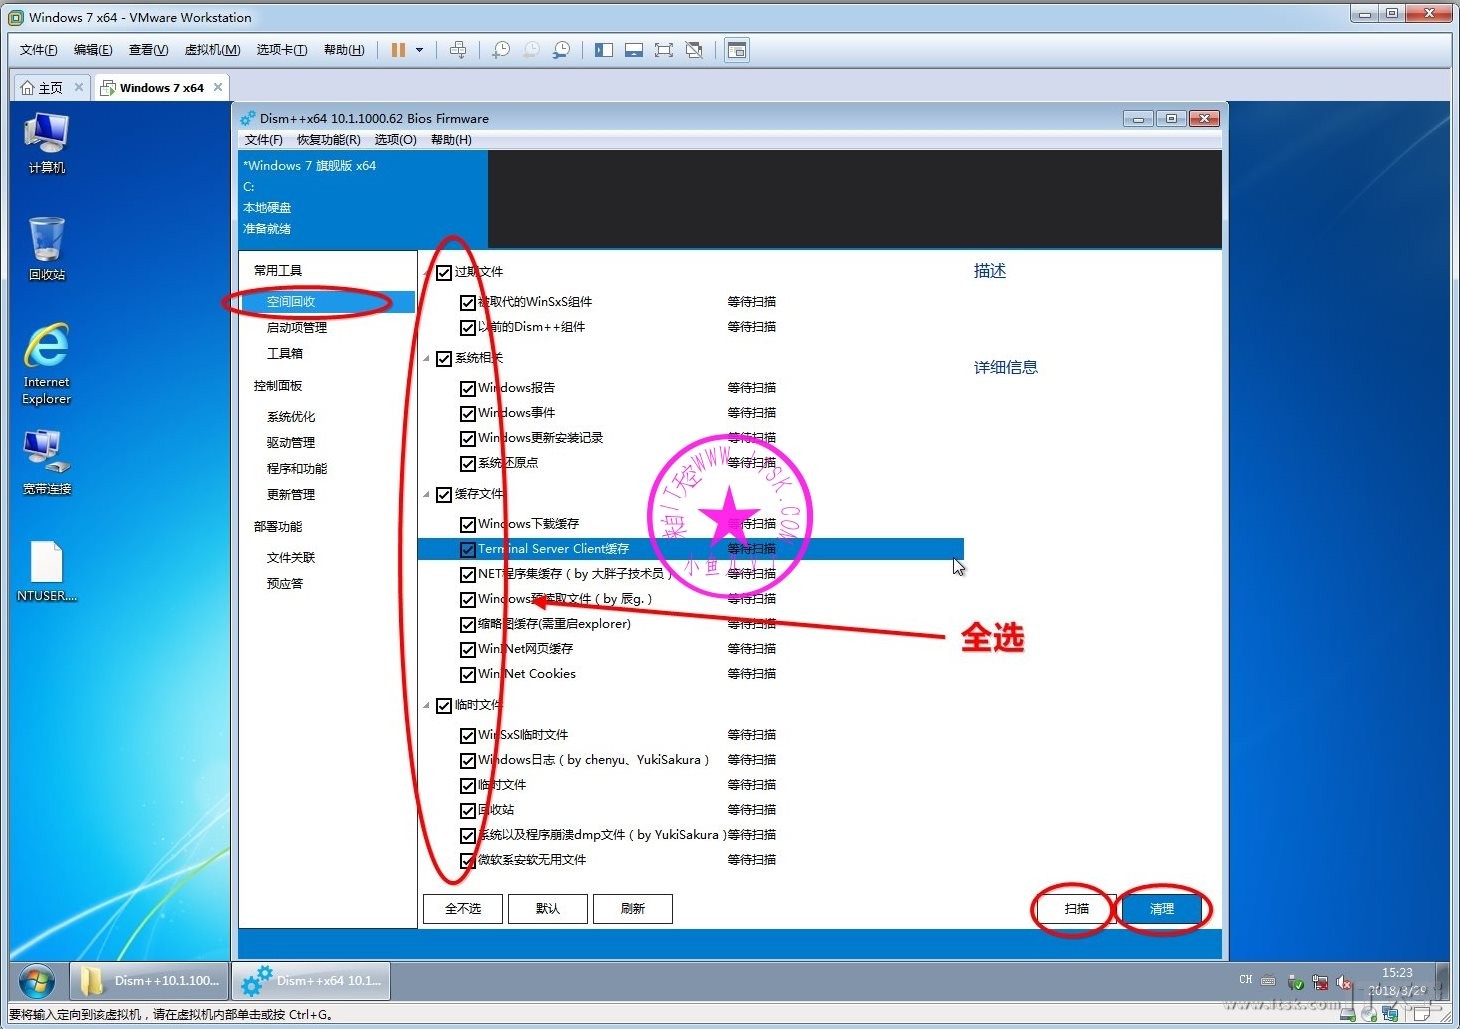 Windows 7 x64 - VMware Workstation
文件(F) 编辑(E) 查看(V) 虚拟机(M) 选项卡(T) 帮助(H)
主页 Windows 7 x64
计算机
回收站
Internet Explorer
宽带连接
NTUSER....
Dism++x64 10.1.1000.62 Bios Firmware
文件(F) 恢复功能(R) 选项(O) 帮助(H)
*Windows 7 旗舰版 x64
C:
本地硬盘
准备就绪
常用工具
空间回收
启动项管理
工具箱
控制面板
系统优化
驱动管理
程序和功能
更新管理
部署功能
文件关联
预应答
过期文件
被取代的WinSxS组件 等待扫描
以前的Dism++组件 等待扫描
系统相关
Windows报告 等待扫描
Windows事件 等待扫描
Windows更新安装记录 等待扫描
系统还原点 等待扫描
缓存文件
Windows下载缓存 等待扫描
Terminal Server Client缓存 等待扫描
NET程序集缓存 ( by 大胖子技术员 ) 等待扫描
Windows预读取文件 ( by 辰g. ) 等待扫描
缩略图缓存(需重启explorer) 等待扫描
WinINet网页缓存 等待扫描
WinINet Cookies 等待扫描
临时文件
WinSxS临时文件 等待扫描
Windows日志 ( by chenyu、YukiSakura ) 等待扫描
临时文件 等待扫描
回收站 等待扫描
系统以及程序崩溃dmp文件 ( by YukiSakura ) 等待扫描
微软系安软无用文件 等待扫描
描述
详细信息
来自IT天空WWW.ITSK.COM
小鱼儿
全选
全不选 默认 刷新 扫描 清理
Dism++10.1.100... Dism++x64 10.1... CH 15:23
2018/3/29
www.itsk.com IT天空
要将输入定向到该虚拟机，请在虚拟机内部单击或按 Ctrl+G。